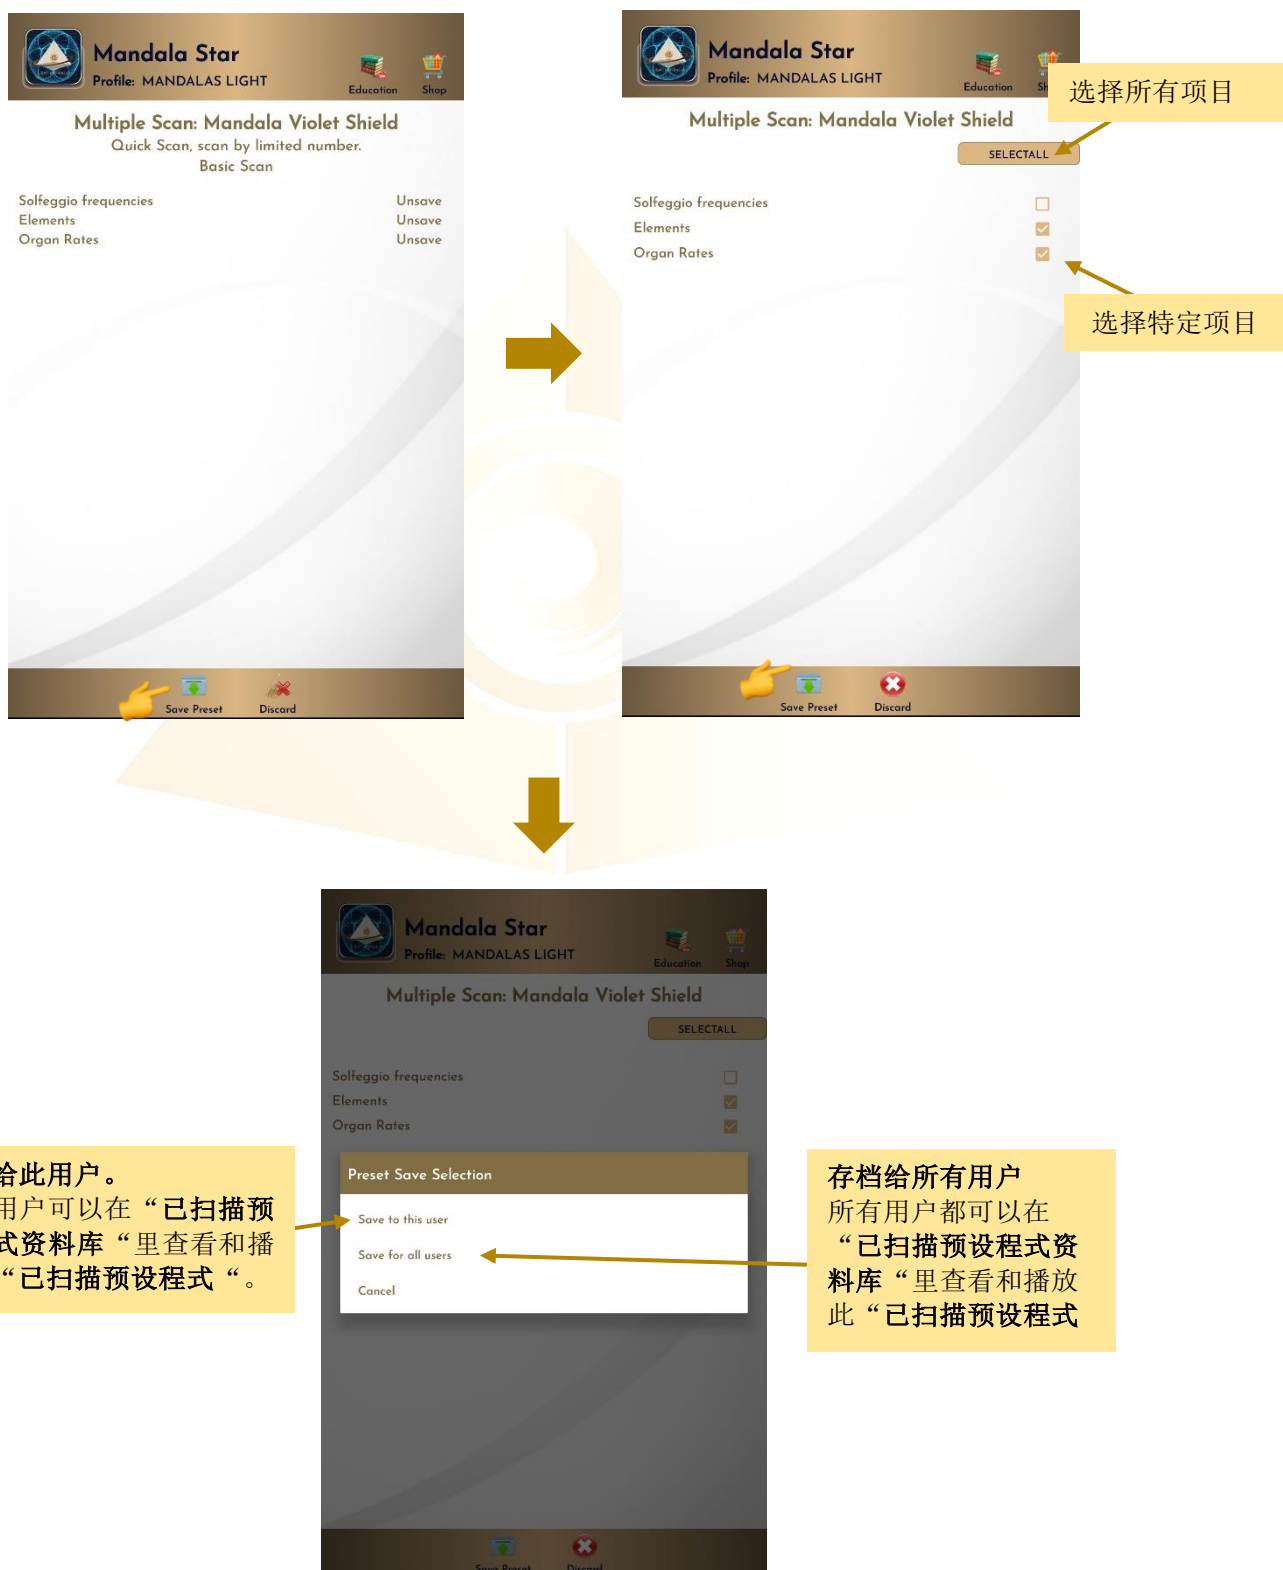 Mandala Star
Profile: MANDALAS LIGHT
Education
Shop
Multiple Scan: Mandala Violet Shield
Quick Scan, scan by limited number.
Basic Scan
Solfeggio frequencies Unsave
Elements Unsave
Organ Rates Unsave
Save Preset
Discard
Mandala Star
Profile: MANDALAS LIGHT
Education
Multiple Scan: Mandala Violet Shield
SELECTALL
选择所有项目
Solfeggio frequencies
Elements
Organ Rates
选择特定项目
Save Preset
Discard
Mandala Star
Profile: MANDALAS LIGHT
Education
Shop
Multiple Scan: Mandala Violet Shield
SELECTALL
Solfeggio frequencies
Elements
Organ Rates
Preset Save Selection
Save to this user
Save for all users
Cancel
Save Preset
Discard
给此用户。
用户可以在“已扫描预
式资料库“里查看和播
“已扫描预设程式“。
存档给所有用户
所有用户都可以在
“已扫描预设程式资
料库“里查看和播放
此“已扫描预设程式